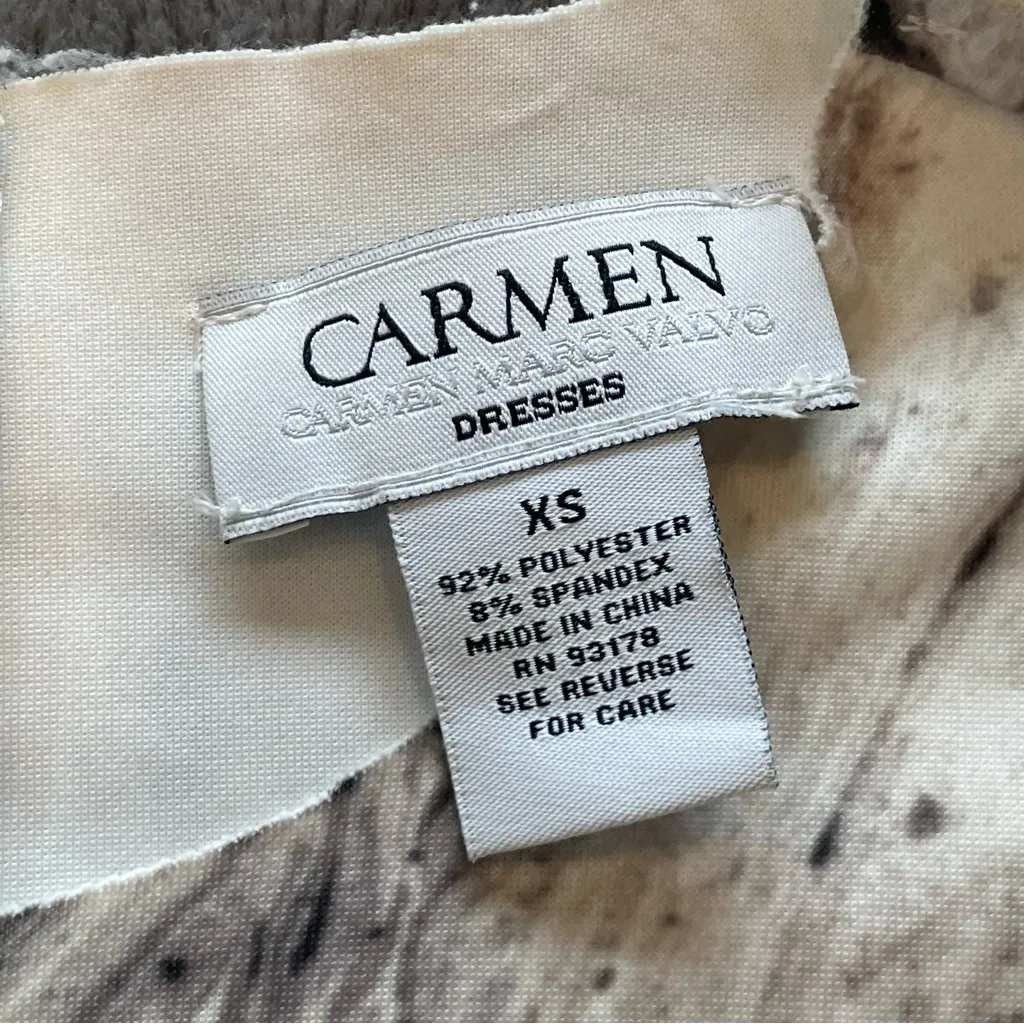 CARMEN
CARMEN MARC VALVO
DRESSES
XS
92% POLYESTER
8% SPANDEX
MADE IN CHINA
RN 93178
SEE REVERSE
FOR CARE